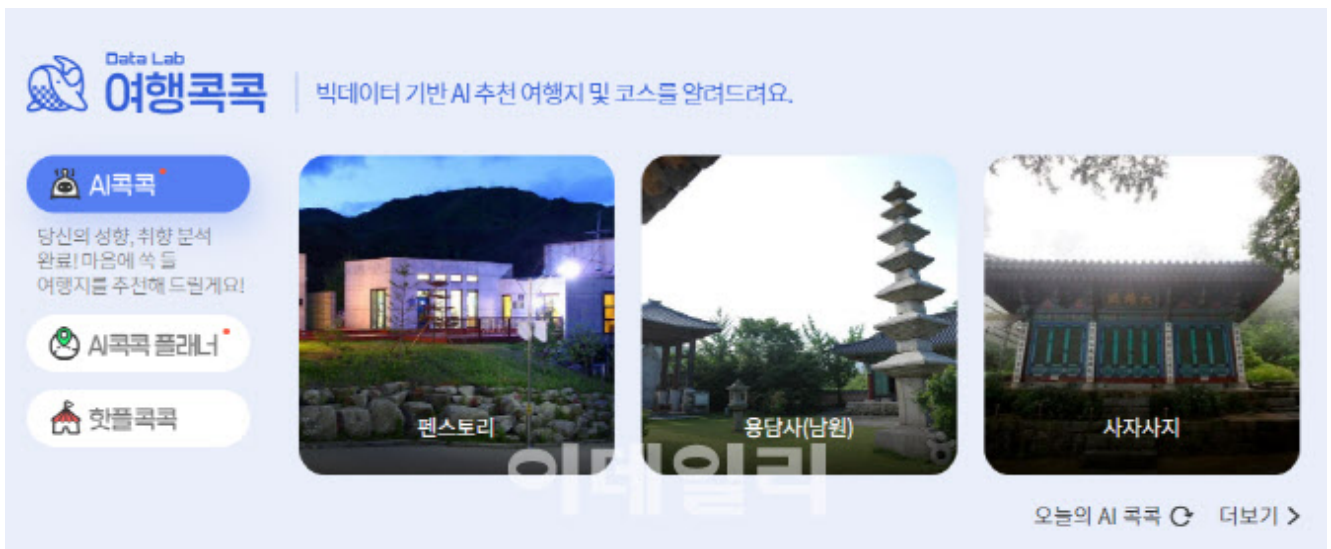 Data Lab
여행콕콕
빅데이터 기반 AI 추천 여행지 및 코스를 알려드려요.
AI콕콕
당신의 성향, 취향 분석
완료! 마음에 쏙 들
여행지를 추천해 드릴게요!
AI콕콕 플래너
핫플콕콕
펜스토리
용담사(남원)
사자사지
이데일리
오늘의 AI 콕콕
더보기